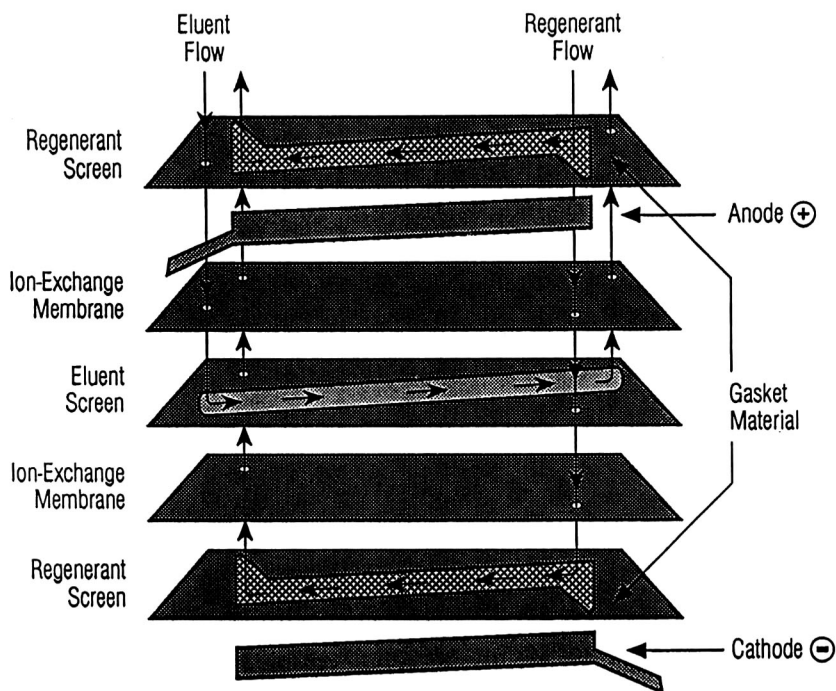 Eluent
Flow
Regenerant
Flow
Regenerant
Screen
Anode ⊕
Ion-Exchange
Membrane
Eluent
Screen
Gasket
Material
Ion-Exchange
Membrane
Regenerant
Screen
Cathode ⊖